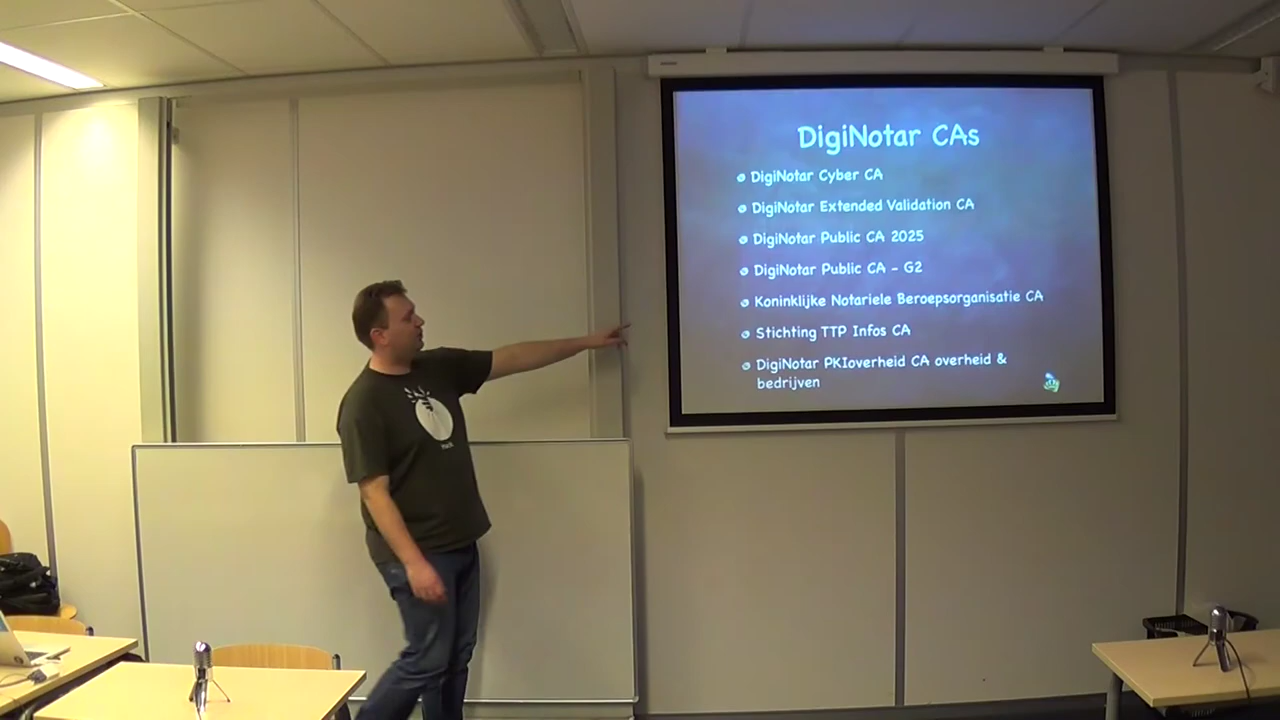 DigiNotar CAs
DigiNotar Cyber CA
DigiNotar Extended Validation CA
DigiNotar Public CA 2025
DigiNotar Public CA - G2
Koninklijke Notariele Beroepsorganisatie CA
Stichting TTP Infos CA
DigiNotar PKIoverheid CA overheid &
bedrijven